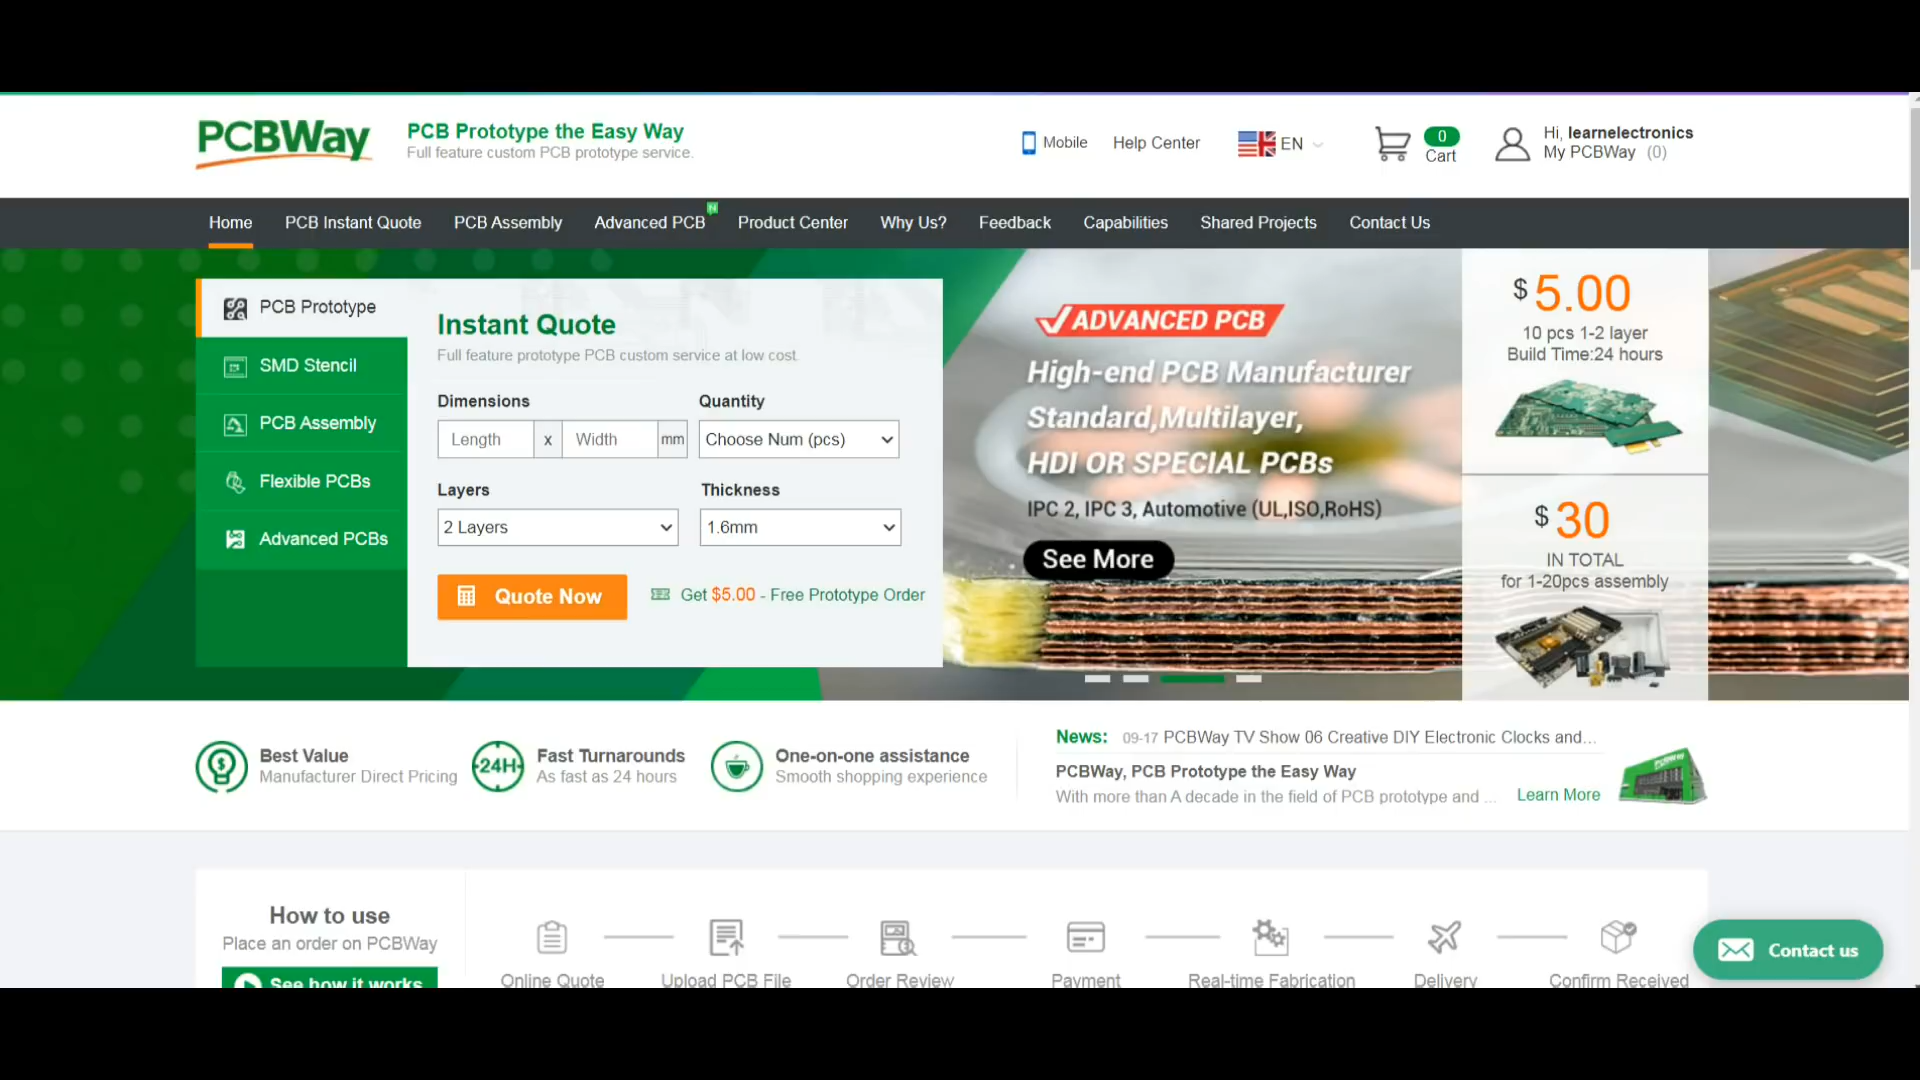 PCBWay
PCB Prototype the Easy Way
Full feature custom PCB prototype service.
Mobile
Help Center
EN
0
Cart
Hi, learnelectronics
My PCBWay (0)
Home
PCB Instant Quote
PCB Assembly
Advanced PCB
N
Product Center
Why Us?
Feedback
Capabilities
Shared Projects
Contact Us
PCB Prototype
SMD Stencil
PCB Assembly
Flexible PCBs
Advanced PCBs
Instant Quote
Full feature prototype PCB custom service at low cost.
Dimensions
Quantity
Length x Width mm
Choose Num (pcs)
Layers
Thickness
2 Layers
1.6mm
Quote Now
Get $5.00 - Free Prototype Order
ADVANCED PCB
High-end PCB Manufacturer
Standard,Multilayer,
HDI OR SPECIAL PCBs
IPC 2, IPC 3, Automotive (UL,ISO,RoHS)
See More
$ 5.00
10 pcs 1-2 layer
Build Time:24 hours
$ 30
IN TOTAL
for 1-20pcs assembly
Best Value
Manufacturer Direct Pricing
24H
Fast Turnarounds
As fast as 24 hours
One-on-one assistance
Smooth shopping experience
News: 09-17 PCBWay TV Show 06 Creative DIY Electronic Clocks and...
PCBWay, PCB Prototype the Easy Way
With more than A decade in the field of PCB prototype and ...
Learn More
PCBWay
How to use
Place an order on PCBWay
See how it works
Online Quote
Upload PCB File
Order Review
Payment
Real-time Fabrication
Delivery
Confirm Received
Contact us